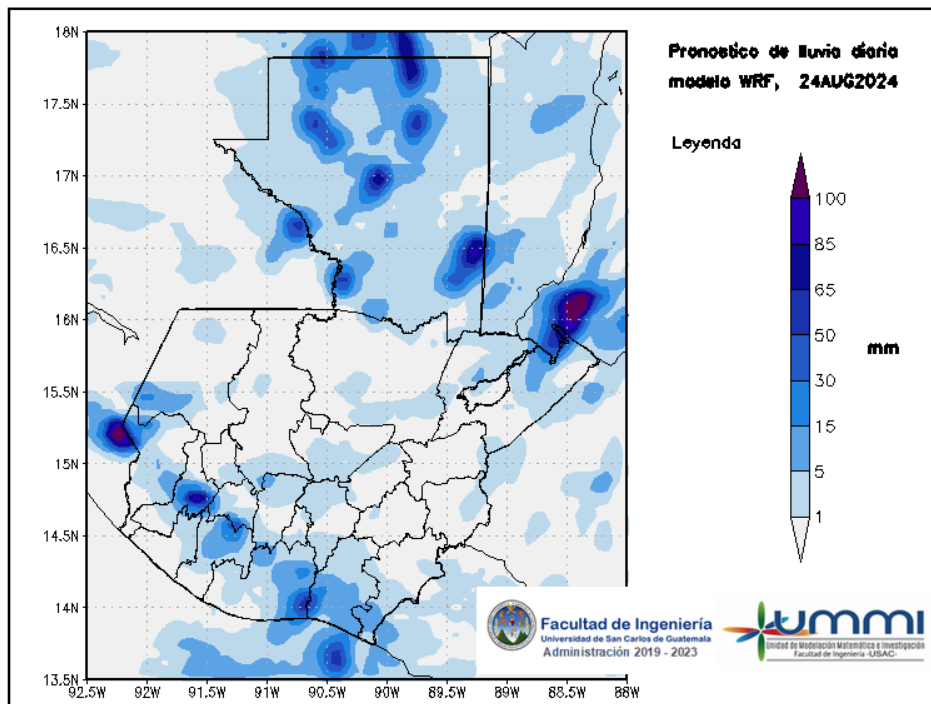 Pronostico de lluvia diaria
modelo WRF, 24AUG2024
Leyenda
100
85
65
50
30
15
5
1
mm
18N
17.5N
17N
16.5N
16N
15.5N
15N
14.5N
14N
13.5N
92.5W
92W
91.5W
91W
90.5W
90W
89.5W
89W
88.5W
88W
Facultad de Ingeniería
Universidad de San Carlos de Guatemala
Administración 2019 - 2023
UMMI
Unidad de Modelación Matemática e Investigación
Facultad de Ingeniería -USAC-